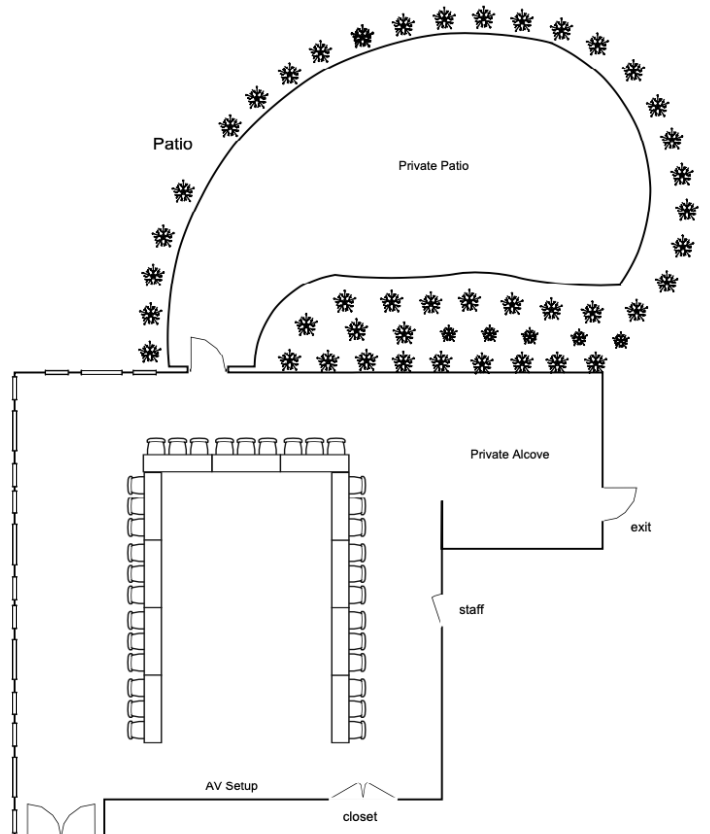 Patio
Private Patio
Private Alcove
exit
staff
AV Setup
closet